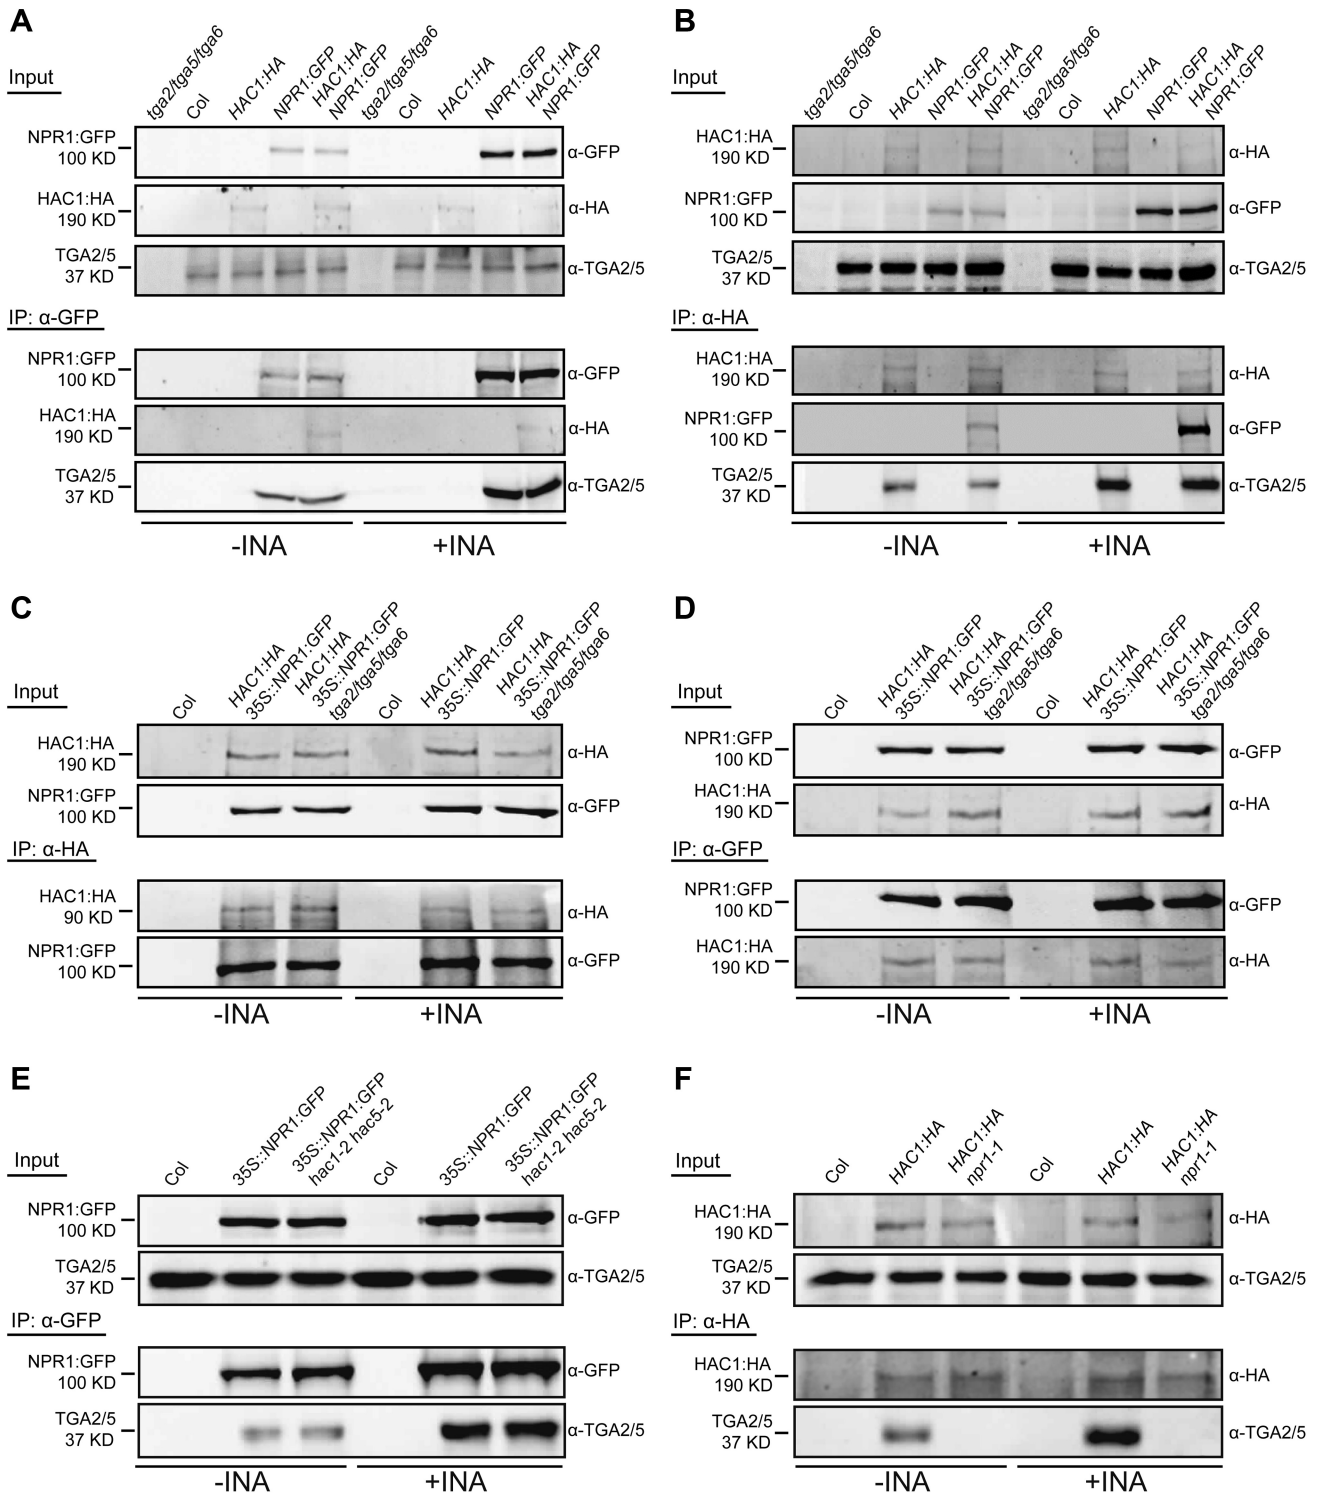 A
Input
tga2/tga5/tga6
Col
HAC1:HA
NPR1:GFP
HAC1:HA
NPR1:GFP
tga2/tga5/tga6
Col
HAC1:HA
NPR1:GFP
HAC1:HA
NPR1:GFP
NPR1:GFP
100 KD
α-GFP
HAC1:HA
190 KD
α-HA
TGA2/5
37 KD
α-TGA2/5
IP: α-GFP
NPR1:GFP
100 KD
α-GFP
HAC1:HA
190 KD
α-HA
TGA2/5
37 KD
α-TGA2/5
-INA
+INA
B
Input
tga2/tga5/tga6
Col
HAC1:HA
NPR1:GFP
HAC1:HA
NPR1:GFP
tga2/tga5/tga6
Col
HAC1:HA
NPR1:GFP
HAC1:HA
NPR1:GFP
HAC1:HA
190 KD
α-HA
NPR1:GFP
100 KD
α-GFP
TGA2/5
37 KD
α-TGA2/5
IP: α-HA
HAC1:HA
190 KD
α-HA
NPR1:GFP
100 KD
α-GFP
TGA2/5
37 KD
α-TGA2/5
-INA
+INA
C
Input
Col
HAC1:HA
35S::NPR1:GFP
HAC1:HA
35S::NPR1:GFP
tga2/tga5/tga6
Col
HAC1:HA
35S::NPR1:GFP
HAC1:HA
35S::NPR1:GFP
tga2/tga5/tga6
HAC1:HA
190 KD
α-HA
NPR1:GFP
100 KD
α-GFP
IP: α-HA
HAC1:HA
90 KD
α-HA
NPR1:GFP
100 KD
α-GFP
-INA
+INA
D
Input
Col
HAC1:HA
35S::NPR1:GFP
HAC1:HA
35S::NPR1:GFP
tga2/tga5/tga6
Col
HAC1:HA
35S::NPR1:GFP
HAC1:HA
35S::NPR1:GFP
tga2/tga5/tga6
NPR1:GFP
100 KD
α-GFP
HAC1:HA
190 KD
α-HA
IP: α-GFP
NPR1:GFP
100 KD
α-GFP
HAC1:HA
190 KD
α-HA
-INA
+INA
E
Input
Col
35S::NPR1:GFP
35S::NPR1:GFP
hac1-2 hac5-2
Col
35S::NPR1:GFP
35S::NPR1:GFP
hac1-2 hac5-2
NPR1:GFP
100 KD
α-GFP
TGA2/5
37 KD
α-TGA2/5
IP: α-GFP
NPR1:GFP
100 KD
α-GFP
TGA2/5
37 KD
α-TGA2/5
-INA
+INA
F
Input
Col
HAC1:HA
HAC1:HA
npr1-1
Col
HAC1:HA
HAC1:HA
npr1-1
HAC1:HA
190 KD
α-HA
TGA2/5
37 KD
α-TGA2/5
IP: α-HA
HAC1:HA
190 KD
α-HA
TGA2/5
37 KD
α-TGA2/5
-INA
+INA